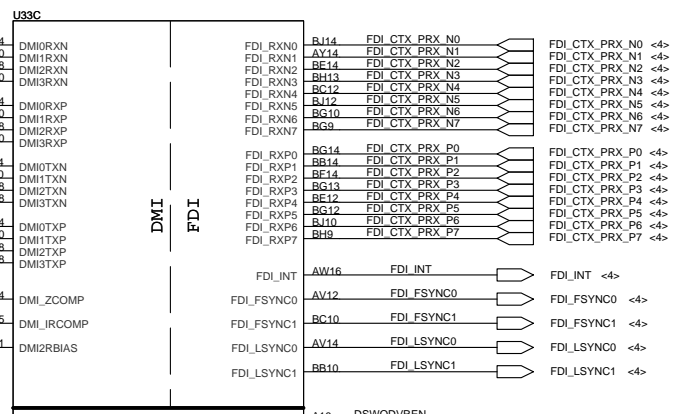 U33C
DMI0RXN
DMI1RXN
DMI2RXN
DMI3RXN
DMI0RXP
DMI1RXP
DMI2RXP
DMI3RXP
DMI0TXN
DMI1TXN
DMI2TXN
DMI3TXN
DMI0TXP
DMI1TXP
DMI2TXP
DMI3TXP
DMI_ZCOMP
DMI_IRCOMP
DMI2RBIAS
DMI
FDI
FDI_RXN0 BJ14 FDI_CTX_PRX_N0 FDI_CTX_PRX_N0 <4>
FDI_RXN1 AY14 FDI_CTX_PRX_N1 FDI_CTX_PRX_N1 <4>
FDI_RXN2 BE14 FDI_CTX_PRX_N2 FDI_CTX_PRX_N2 <4>
FDI_RXN3 BH13 FDI_CTX_PRX_N3 FDI_CTX_PRX_N3 <4>
FDI_RXN4 BC12 FDI_CTX_PRX_N4 FDI_CTX_PRX_N4 <4>
FDI_RXN5 BJ12 FDI_CTX_PRX_N5 FDI_CTX_PRX_N5 <4>
FDI_RXN6 BG10 FDI_CTX_PRX_N6 FDI_CTX_PRX_N6 <4>
FDI_RXN7 BG9 FDI_CTX_PRX_N7 FDI_CTX_PRX_N7 <4>
FDI_RXP0 BG14 FDI_CTX_PRX_P0 FDI_CTX_PRX_P0 <4>
FDI_RXP1 BB14 FDI_CTX_PRX_P1 FDI_CTX_PRX_P1 <4>
FDI_RXP2 BF14 FDI_CTX_PRX_P2 FDI_CTX_PRX_P2 <4>
FDI_RXP3 BG13 FDI_CTX_PRX_P3 FDI_CTX_PRX_P3 <4>
FDI_RXP4 BE12 FDI_CTX_PRX_P4 FDI_CTX_PRX_P4 <4>
FDI_RXP5 BG12 FDI_CTX_PRX_P5 FDI_CTX_PRX_P5 <4>
FDI_RXP6 BJ10 FDI_CTX_PRX_P6 FDI_CTX_PRX_P6 <4>
FDI_RXP7 BH9 FDI_CTX_PRX_P7 FDI_CTX_PRX_P7 <4>
FDI_INT AW16 FDI_INT FDI_INT <4>
FDI_FSYNC0 AV12 FDI_FSYNC0 FDI_FSYNC0 <4>
FDI_FSYNC1 BC10 FDI_FSYNC1 FDI_FSYNC1 <4>
FDI_LSYNC0 AV14 FDI_LSYNC0 FDI_LSYNC0 <4>
FDI_LSYNC1 BB10 FDI_LSYNC1 FDI_LSYNC1 <4>